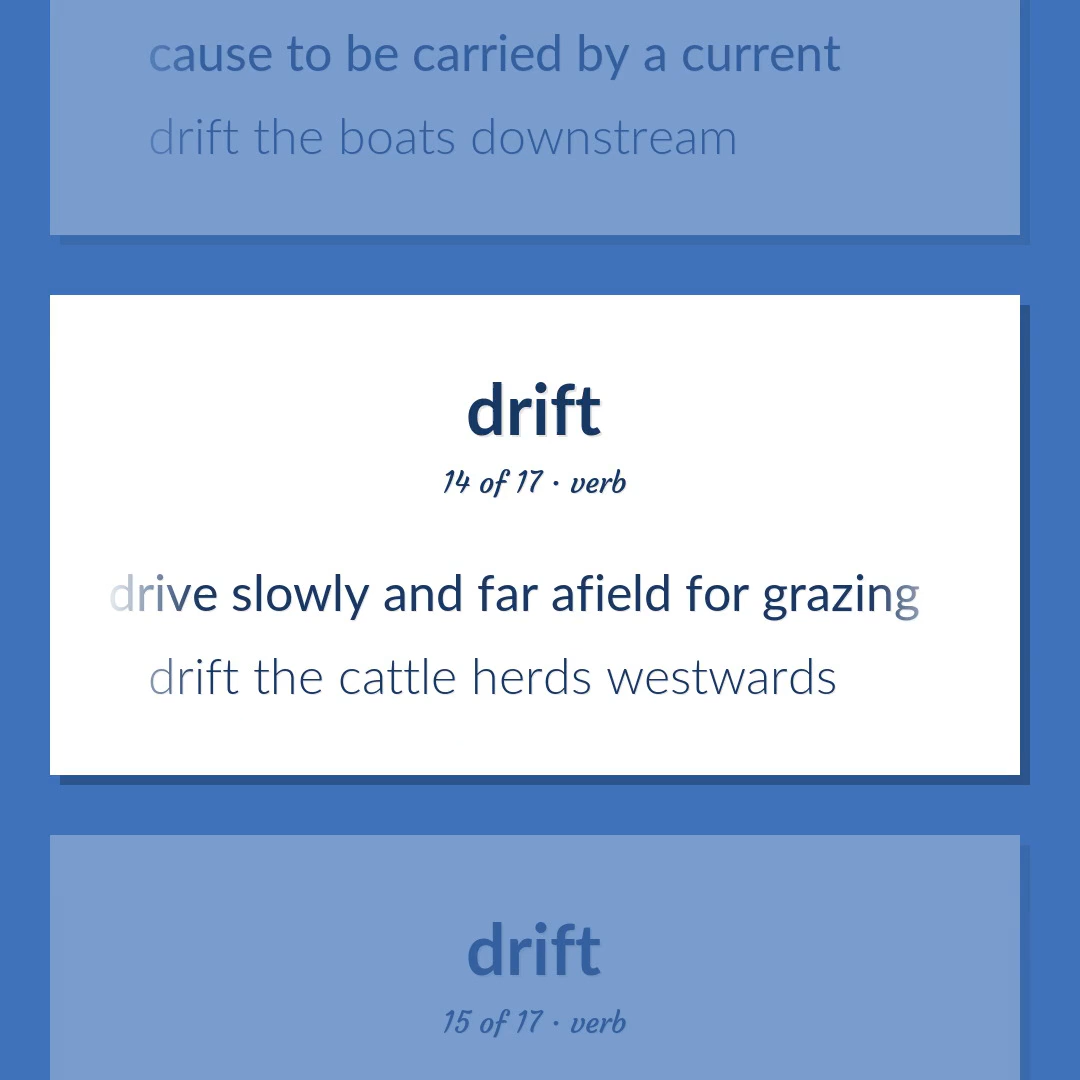 cause to be carried by a current
drift the boats downstream
drift
14 of 17 · verb
drive slowly and far afield for grazing
drift the cattle herds westwards
drift
15 of 17 · verb